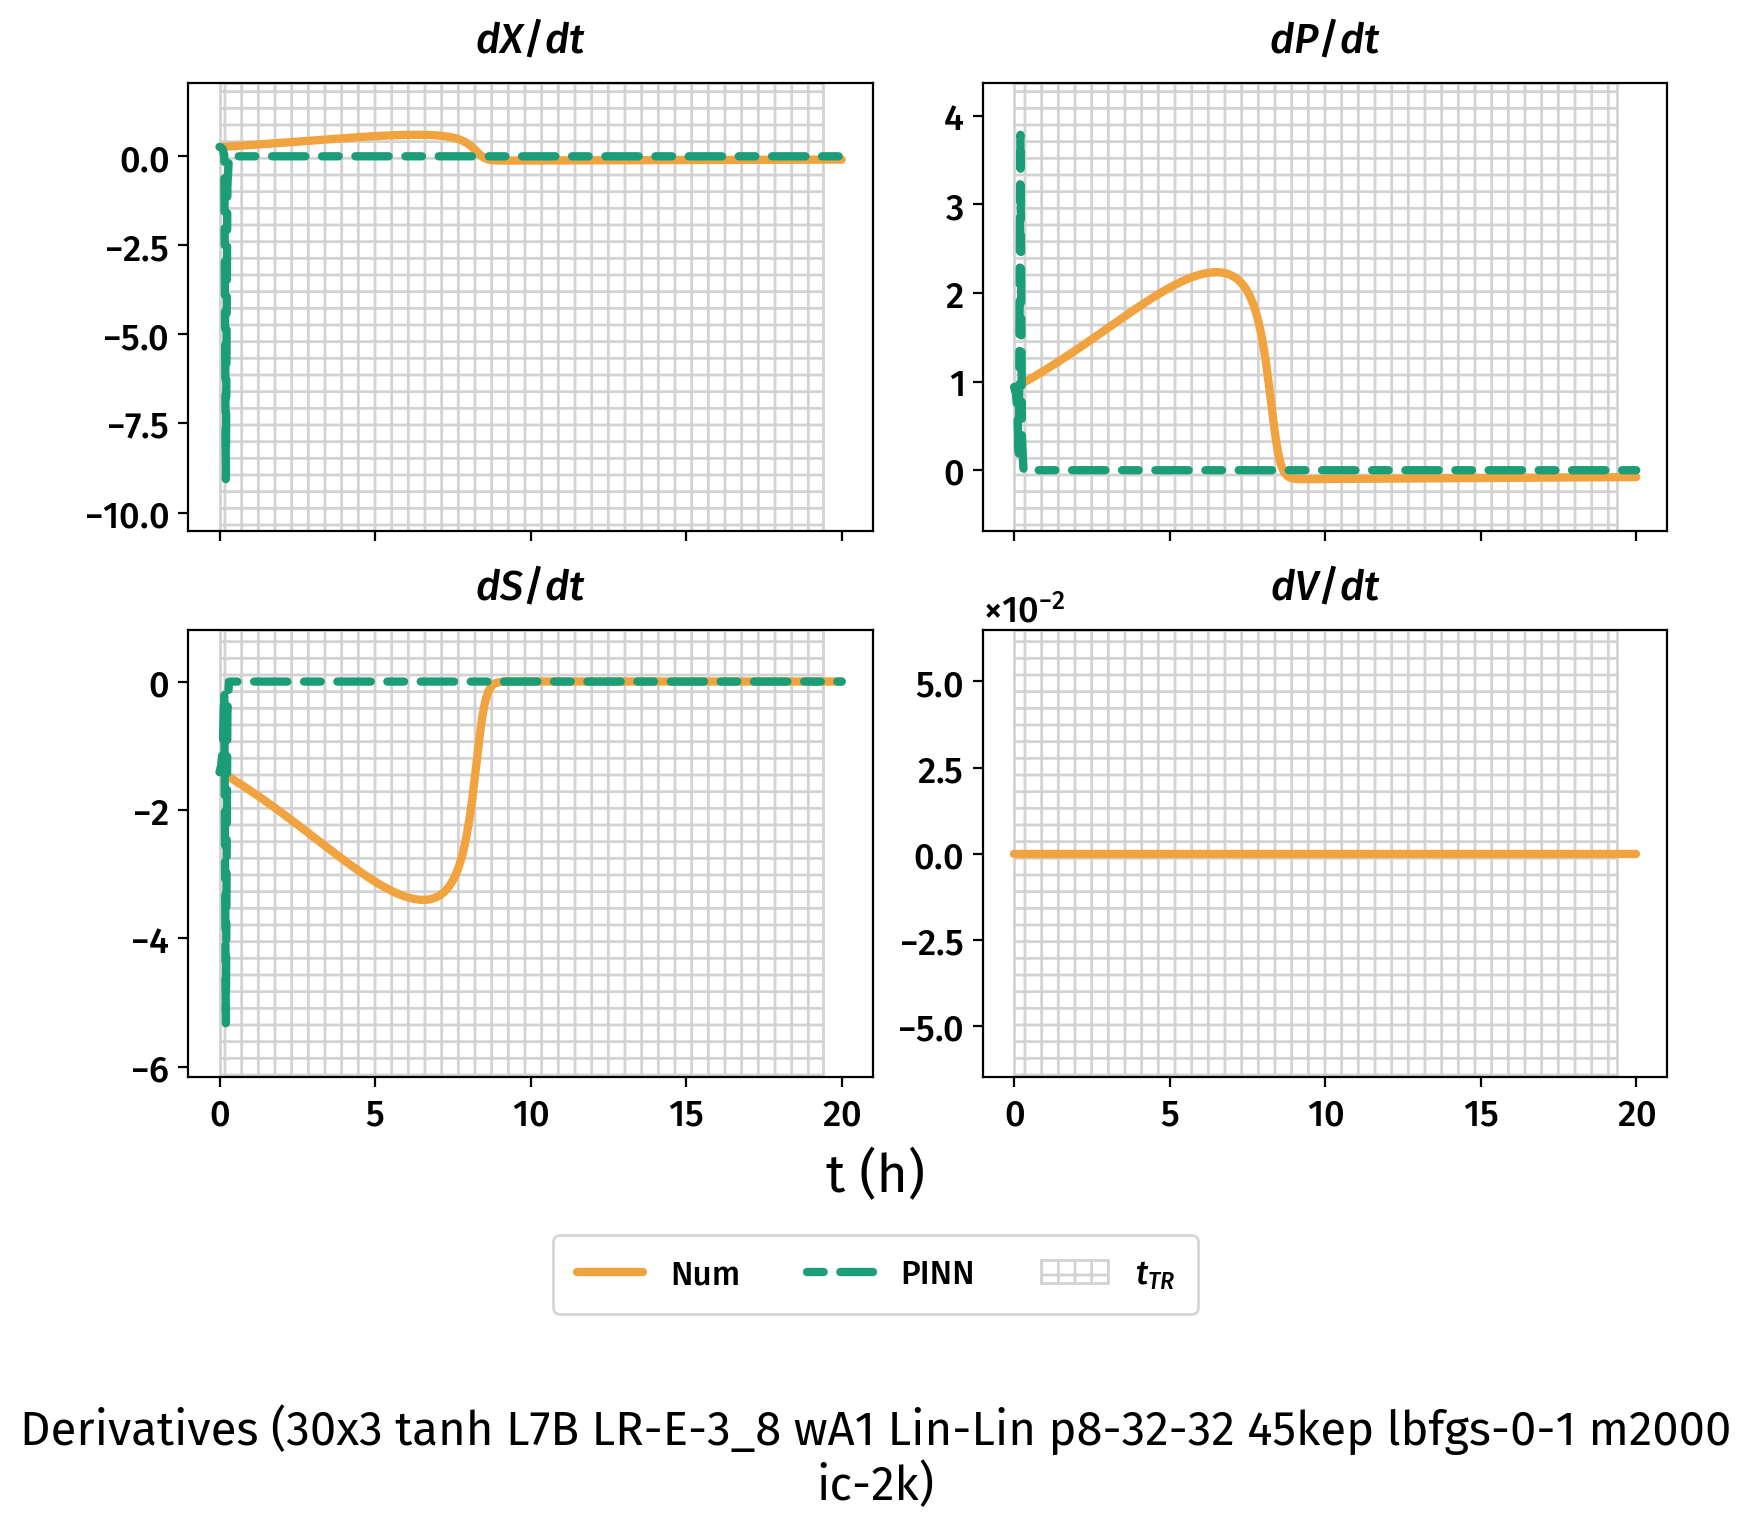 dX/dt
dP/dt
0.0
−2.5
−5.0
−7.5
−10.0
4
3
2
1
0
dS/dt
dV/dt
×10⁻²
0
−2
−4
−6
5.0
2.5
0.0
−2.5
−5.0
0 5 10 15 20
0 5 10 15 20
t (h)
Num PINN t_TR
Derivatives (30x3 tanh L7B LR-E-3_8 wA1 Lin-Lin p8-32-32 45kep lbfgs-0-1 m2000
ic-2k)